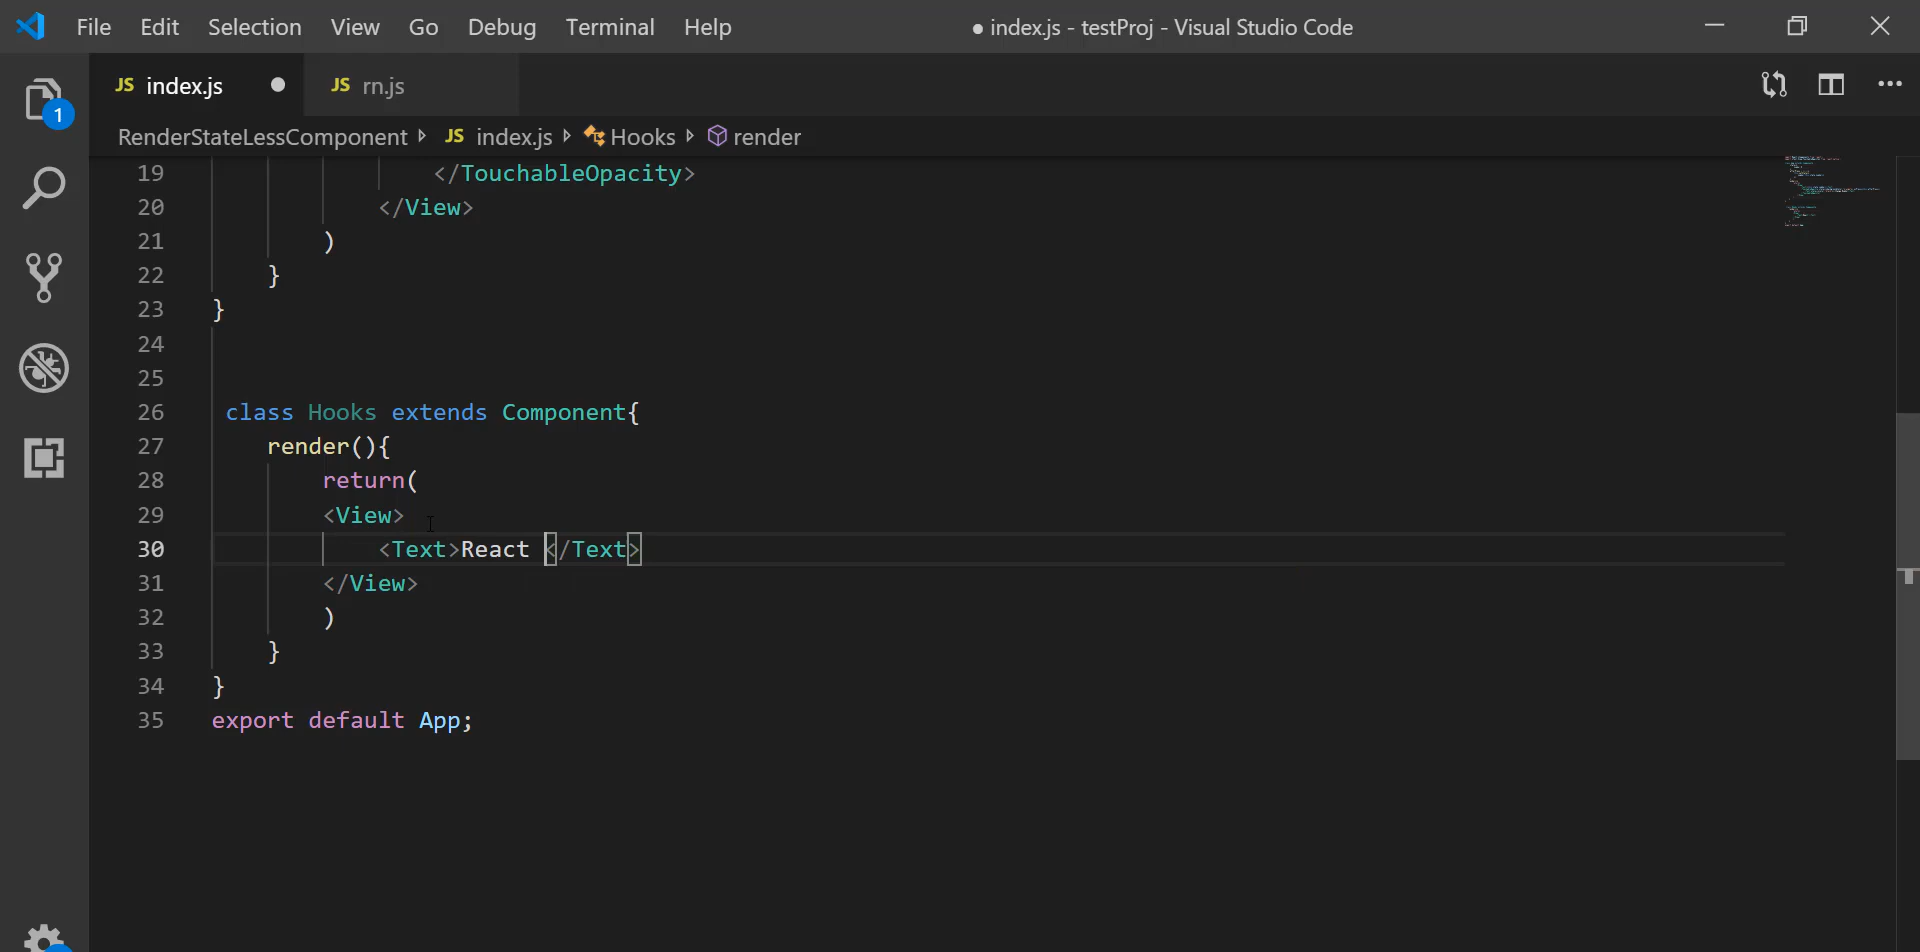 File Edit Selection View Go Debug Terminal Help ● index.js - testProj - Visual Studio Code
JS index.js ● JS rn.js
1
RenderStateLessComponent JS index.js Hooks render
19 </TouchableOpacity>
20 </View>
21 )
22 }
23 }
24
25
26 class Hooks extends Component{
27 render(){
28 return(
29 <View>
30 <Text>React </Text>
31 </View>
32 )
33 }
34 }
35 export default App;